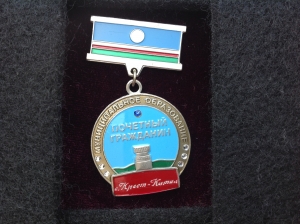 МУНИЦИПАЛЬНОЕ ОБРАЗОВАНИЕ
ПОЧЕТНЫЙ
ГРАЖДАНИН